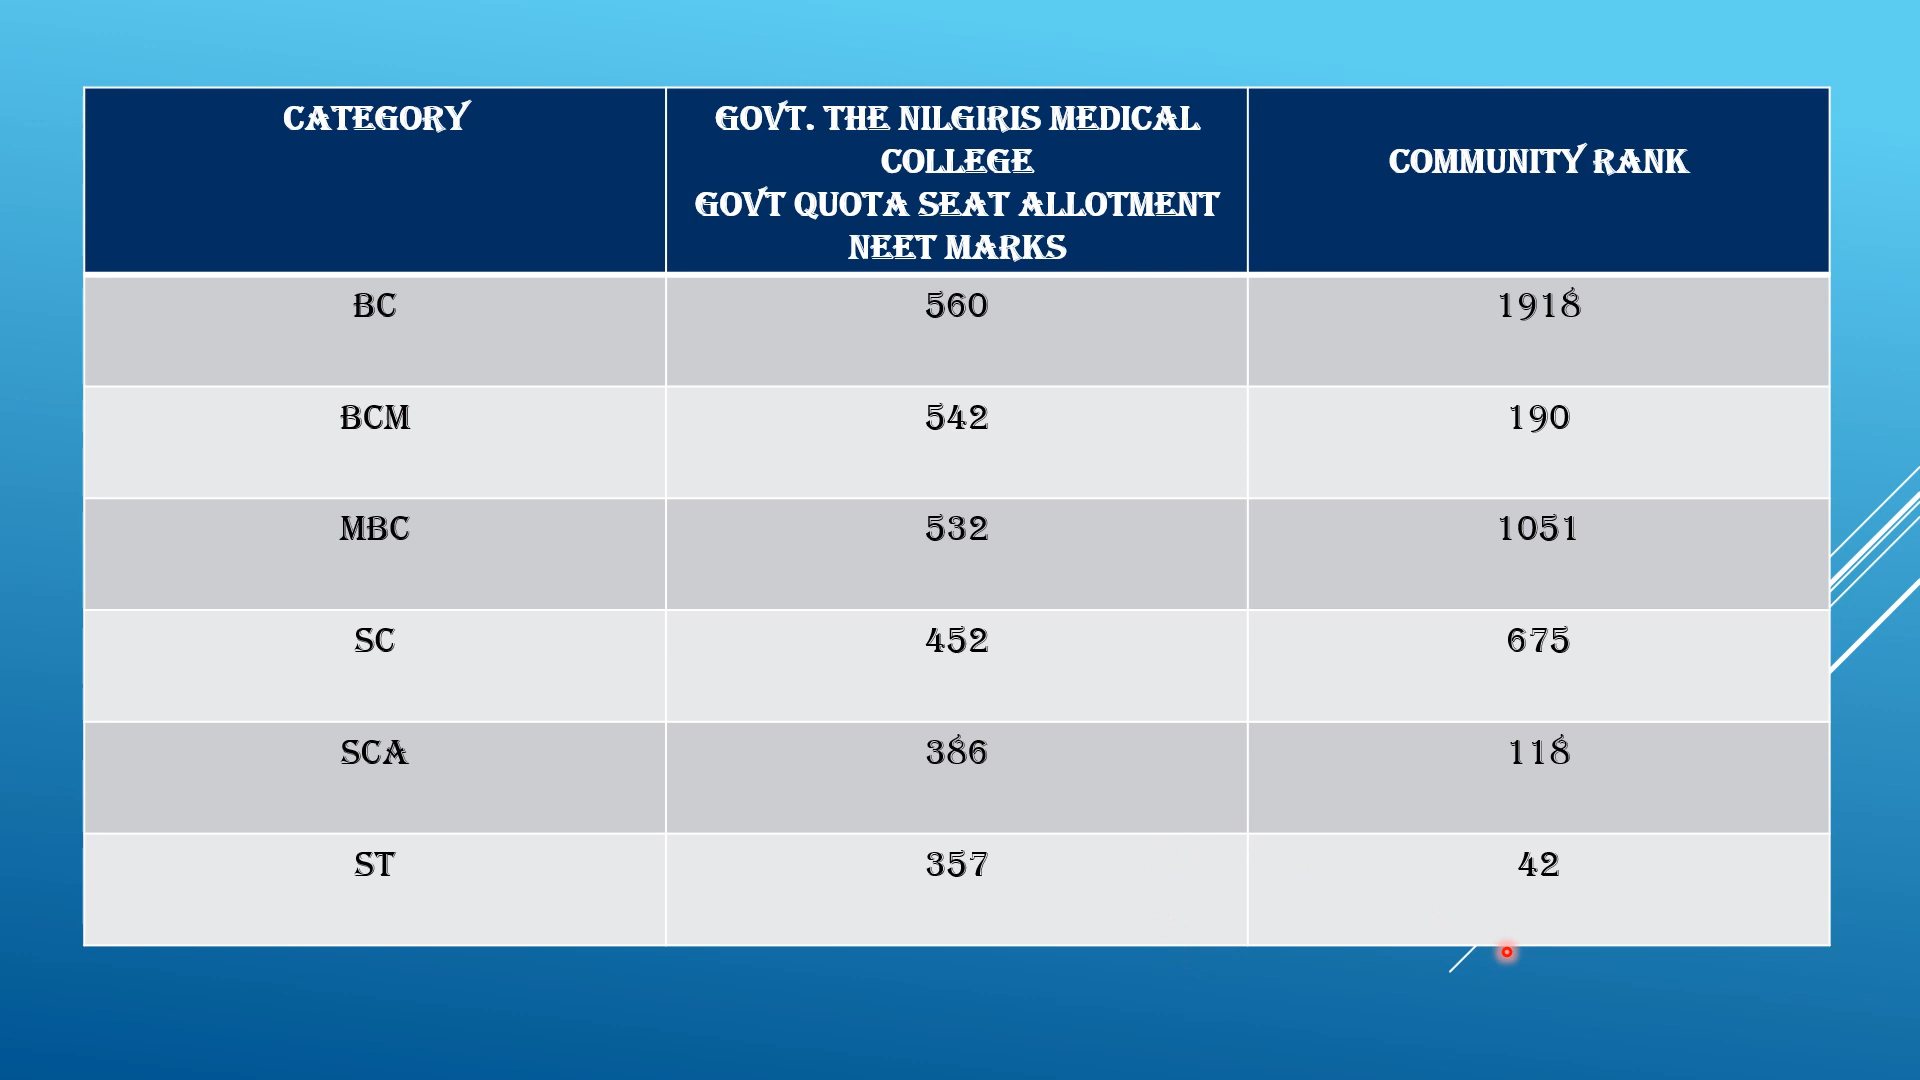 CATEGORY
GOVT. THE NILGIRIS MEDICAL
COLLEGE
GOVT QUOTA SEAT ALLOTMENT
NEET MARKS
COMMUNITY RANK
BC 560 1918
BCM 542 190
MBC 532 1051
SC 452 675
SCA 386 118
ST 357 42